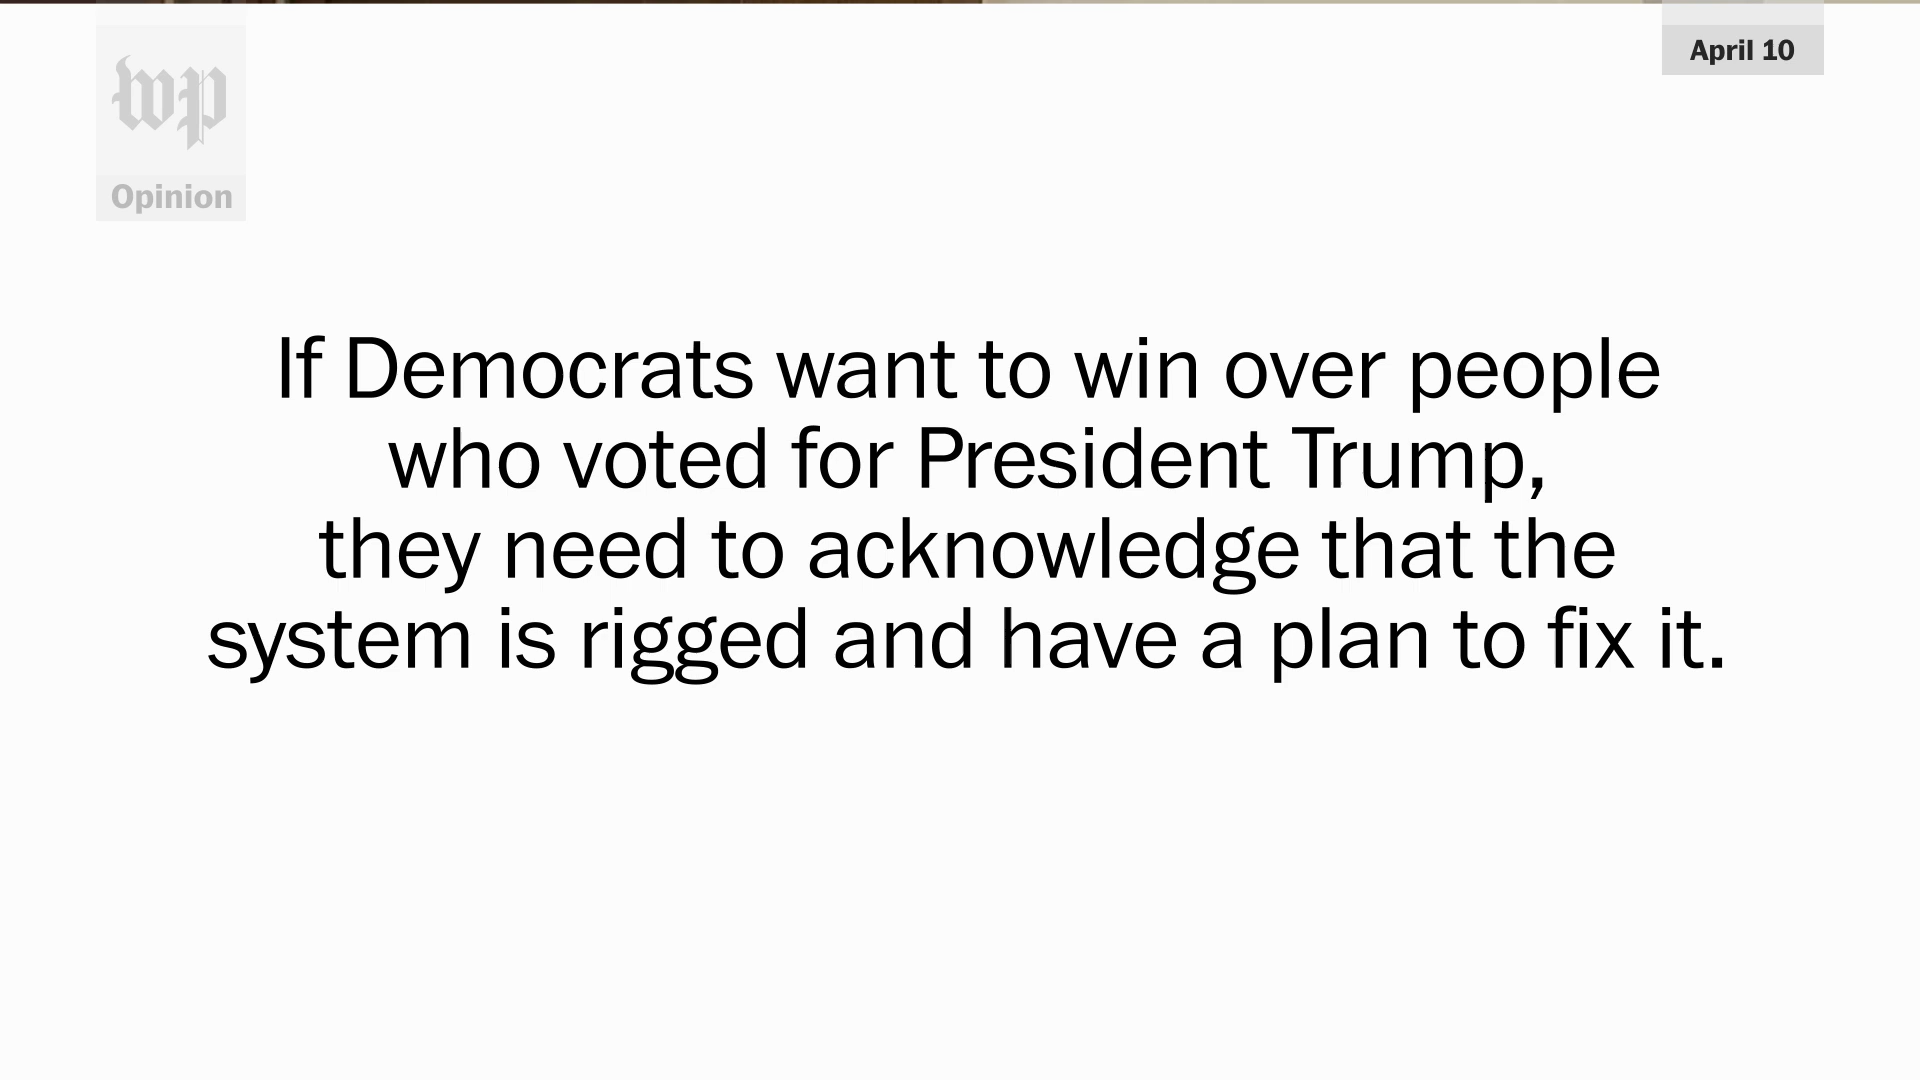 wp
Opinion
April 10
If Democrats want to win over people
who voted for President Trump,
they need to acknowledge that the
system is rigged and have a plan to fix it.